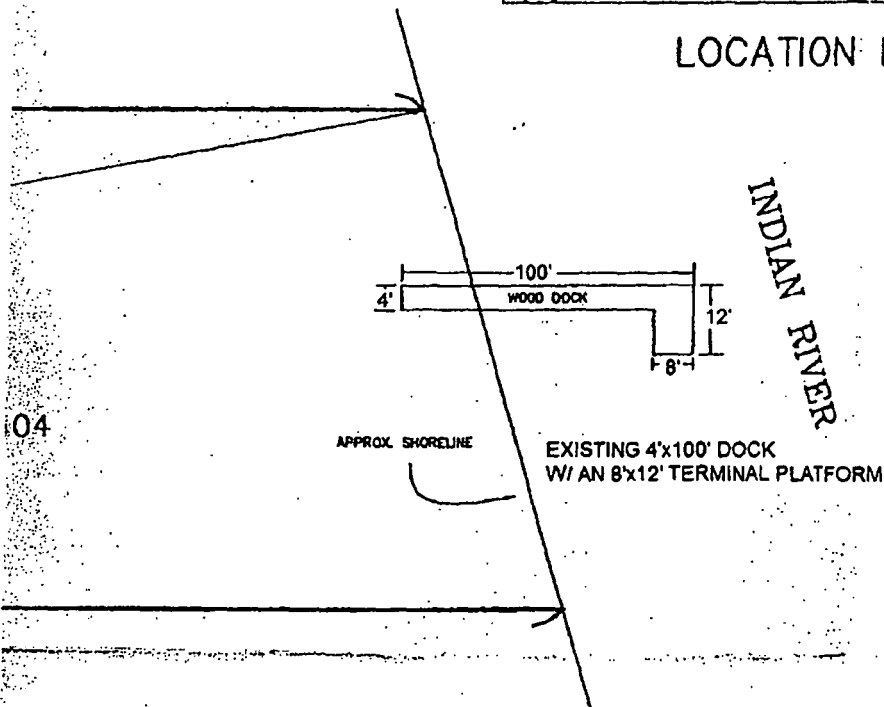 LOCATION
INDIAN RIVER
100'
4'
WOOD DOCK
12'
8'
04
APPROX. SHORELINE
EXISTING 4'x100' DOCK
W/ AN 8'x12' TERMINAL PLATFORM